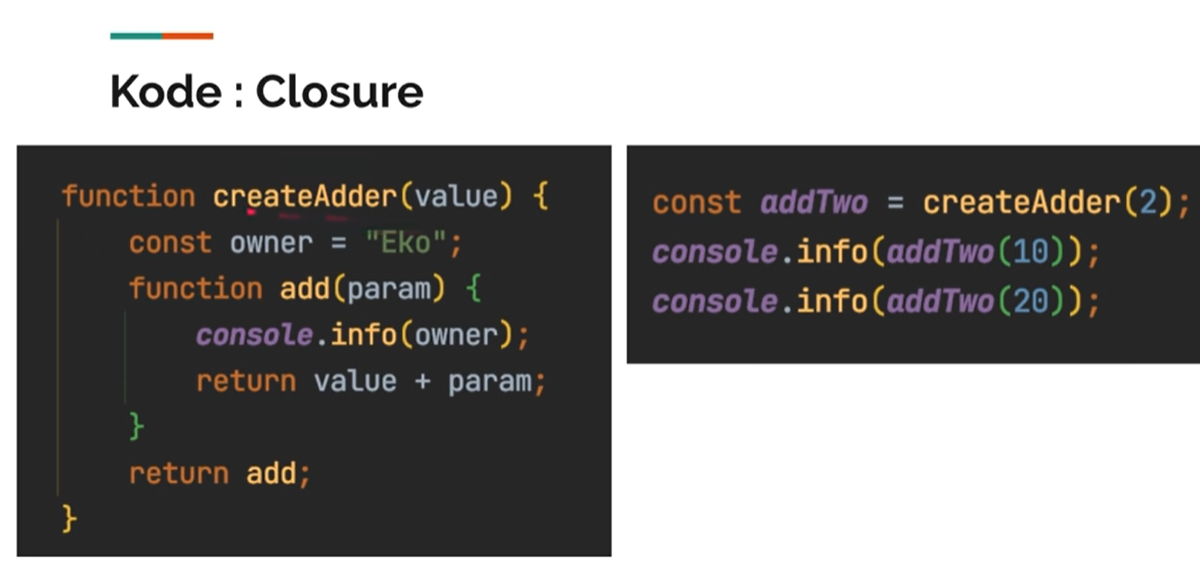 Kode : Closure
function createAdder(value) {
    const owner = "Eko";
    function add(param) {
        console.info(owner);
        return value + param;
    }
    return add;
}
const addTwo = createAdder(2);
console.info(addTwo(10));
console.info(addTwo(20));